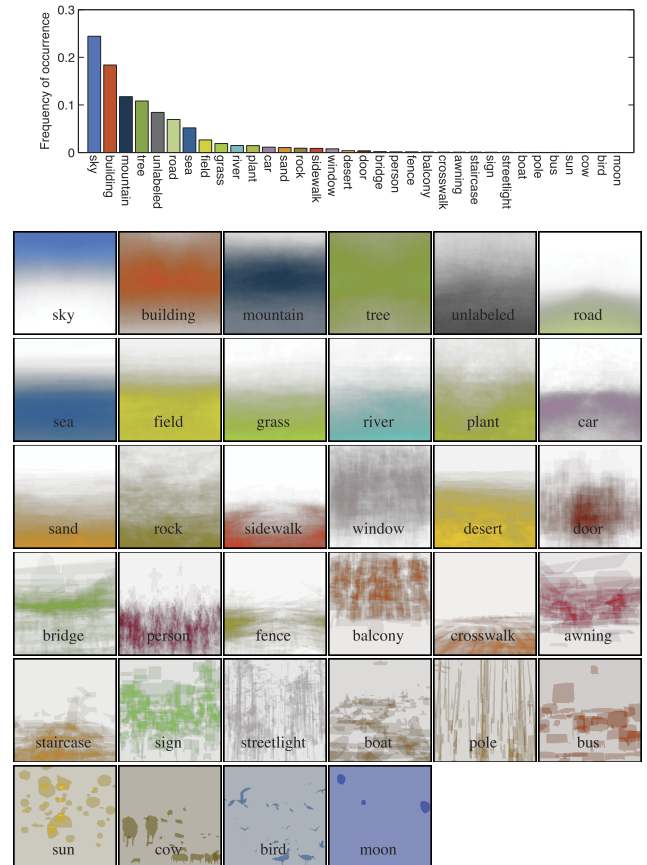 Frequency of occurrence
0.3
0.2
0.1
0
sky
building
mountain
tree
unlabeled
road
sea
field
grass
river
plant
car
sand
rock
sidewalk
window
desert
door
bridge
person
fence
balcony
crosswalk
awning
staircase
sign
streetlight
boat
pole
bus
sun
cow
bird
moon
sky building mountain tree unlabeled road
sea field grass river plant car
sand rock sidewalk window desert door
bridge person fence balcony crosswalk awning
staircase sign streetlight boat pole bus
sun cow bird moon